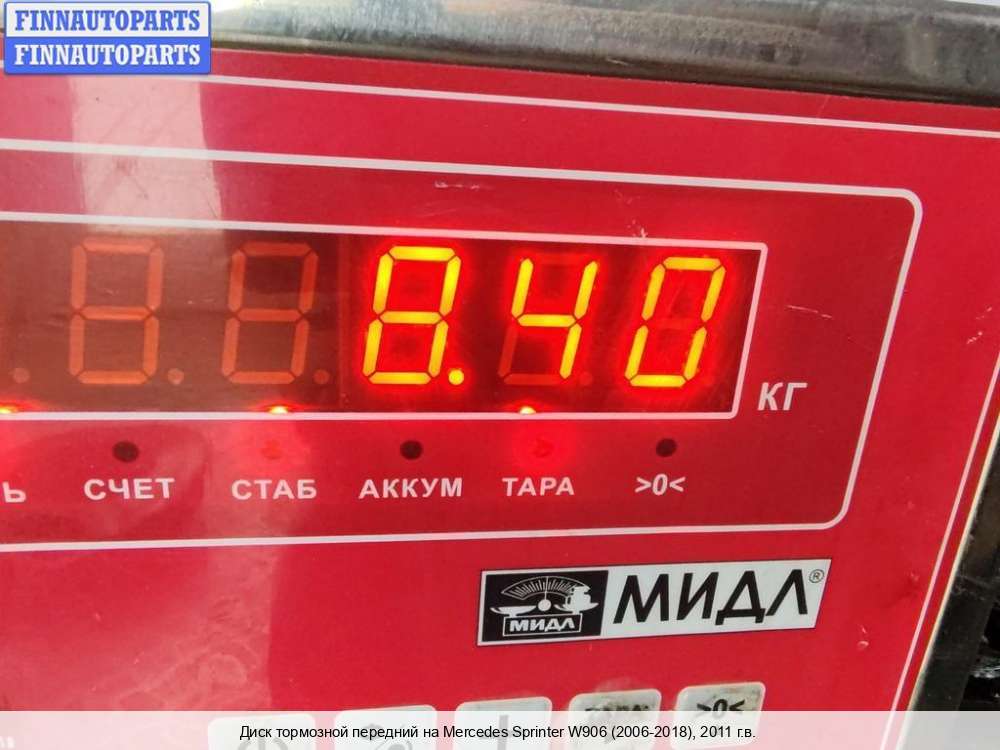 FINNAUTOPARTS
FINNAUTOPARTS
8.40
КГ
Ь СЧЕТ СТАБ АККУМ ТАРА >0<
МИДЛ МИДЛ®
>0<
Диск тормозной передний на Mercedes Sprinter W906 (2006-2018), 2011 г.в.